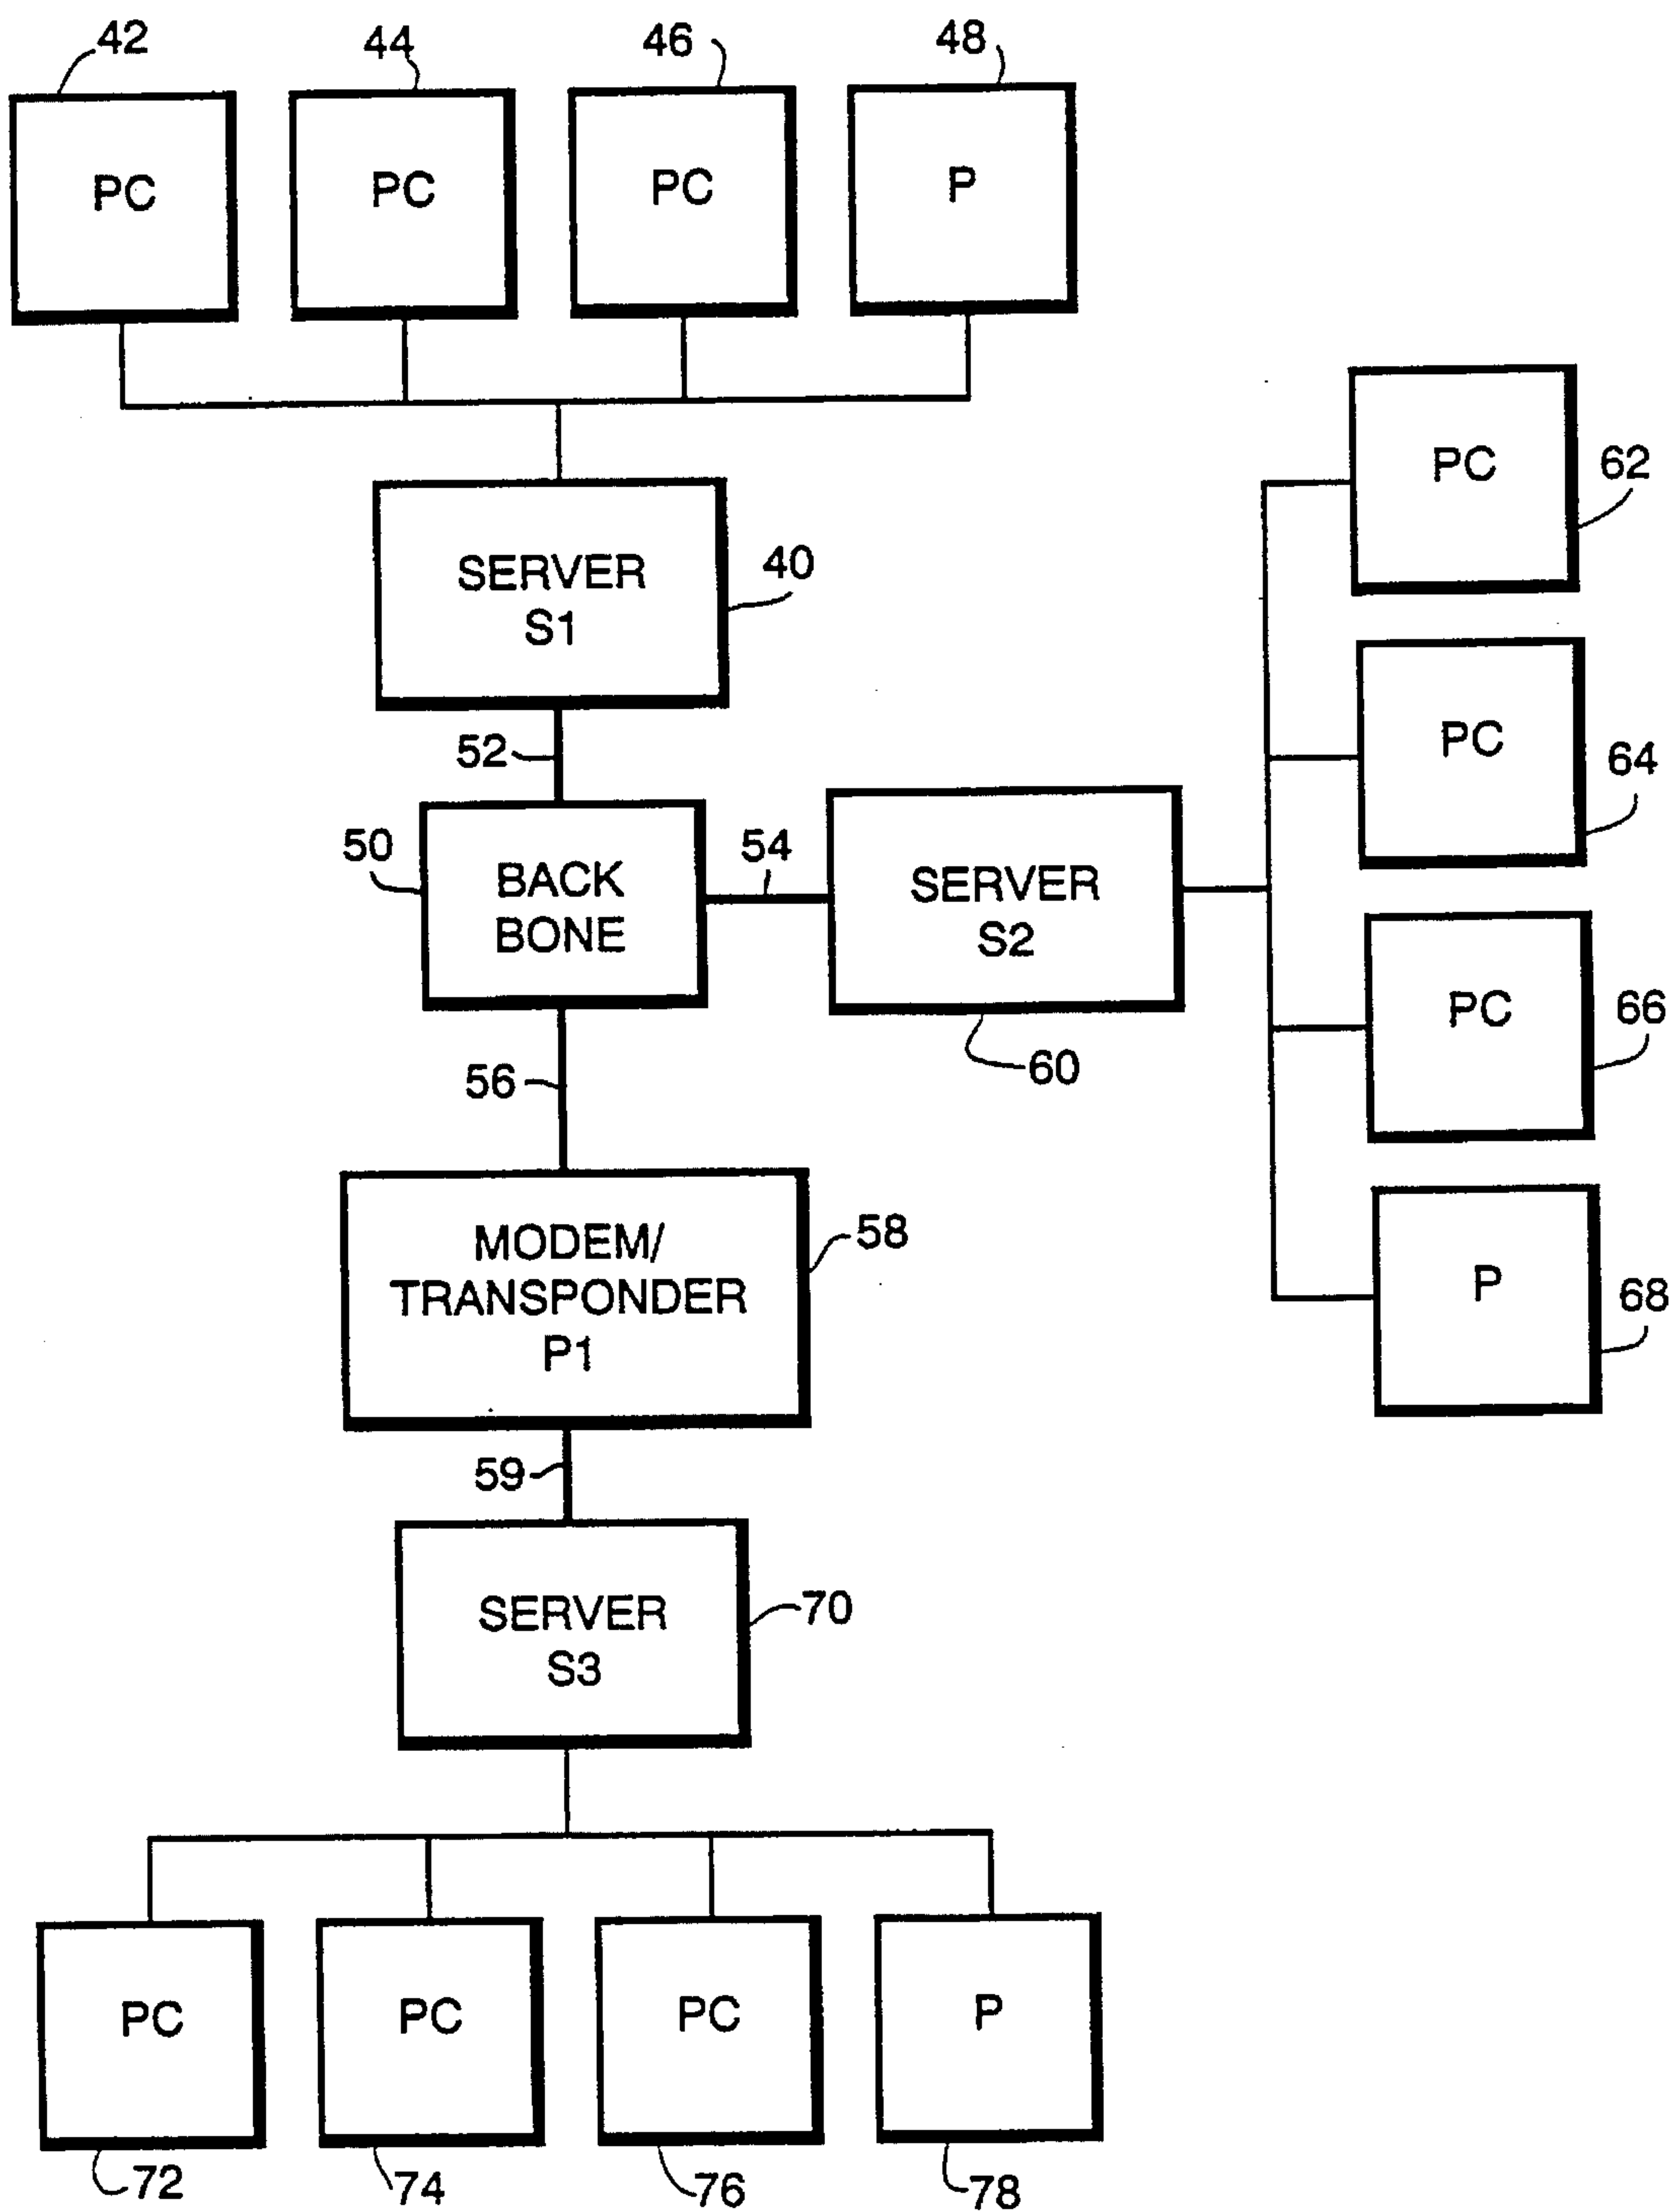 42
44
46
48
PC
PC
PC
P
SERVER
S1
40
PC
62
52
PC
64
50
BACK
BONE
54
SERVER
S2
60
PC
66
56
MODEM/
TRANSPONDER
P1
58
P
68
59
SERVER
S3
70
PC
PC
PC
P
72
74
76
78